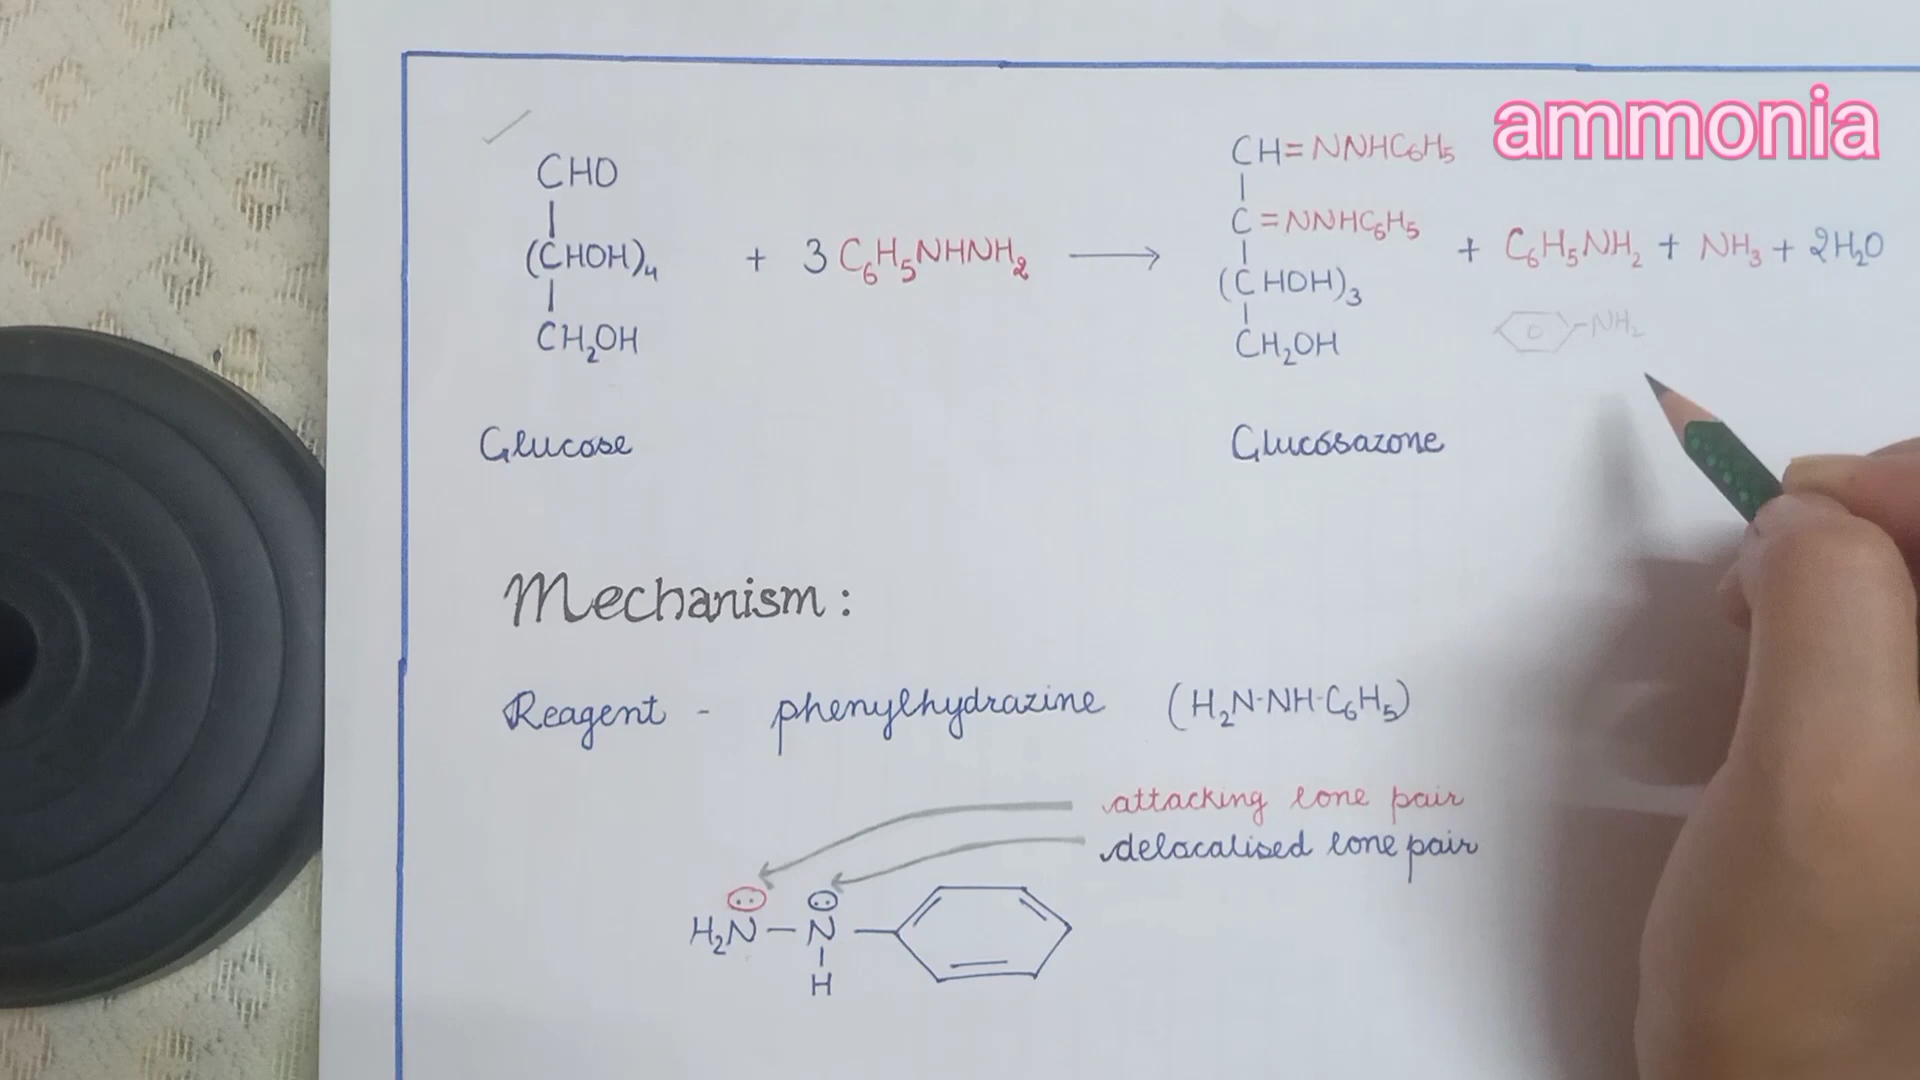 ammonia
CHO
(CHOH)₄
CH₂OH
+ 3 C₆H₅NHNH₂ ⟶
CH=NNHC₆H₅
C=NNHC₆H₅
(CHOH)₃
CH₂OH
+ C₆H₅NH₂ + NH₃ + 2H₂O
-NH₂
Glucose
Glucosazone
Mechanism:
Reagent - phenylhydrazine (H₂N-NH-C₆H₅)
attacking lone pair
delocalised lone pair
H₂N - N -
H